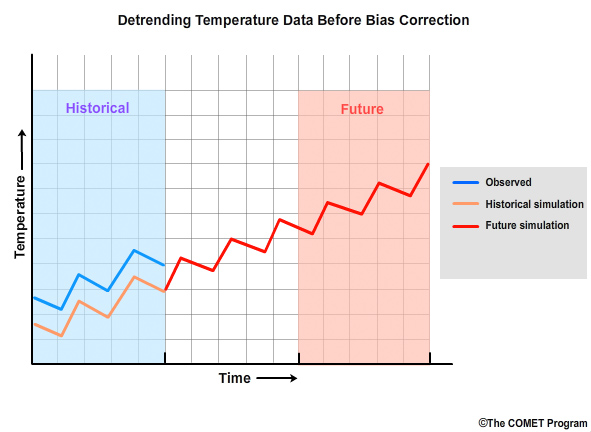 Detrending Temperature Data Before Bias Correction
Historical
Future
Temperature
Observed
Historical simulation
Future simulation
Time
©The COMET Program